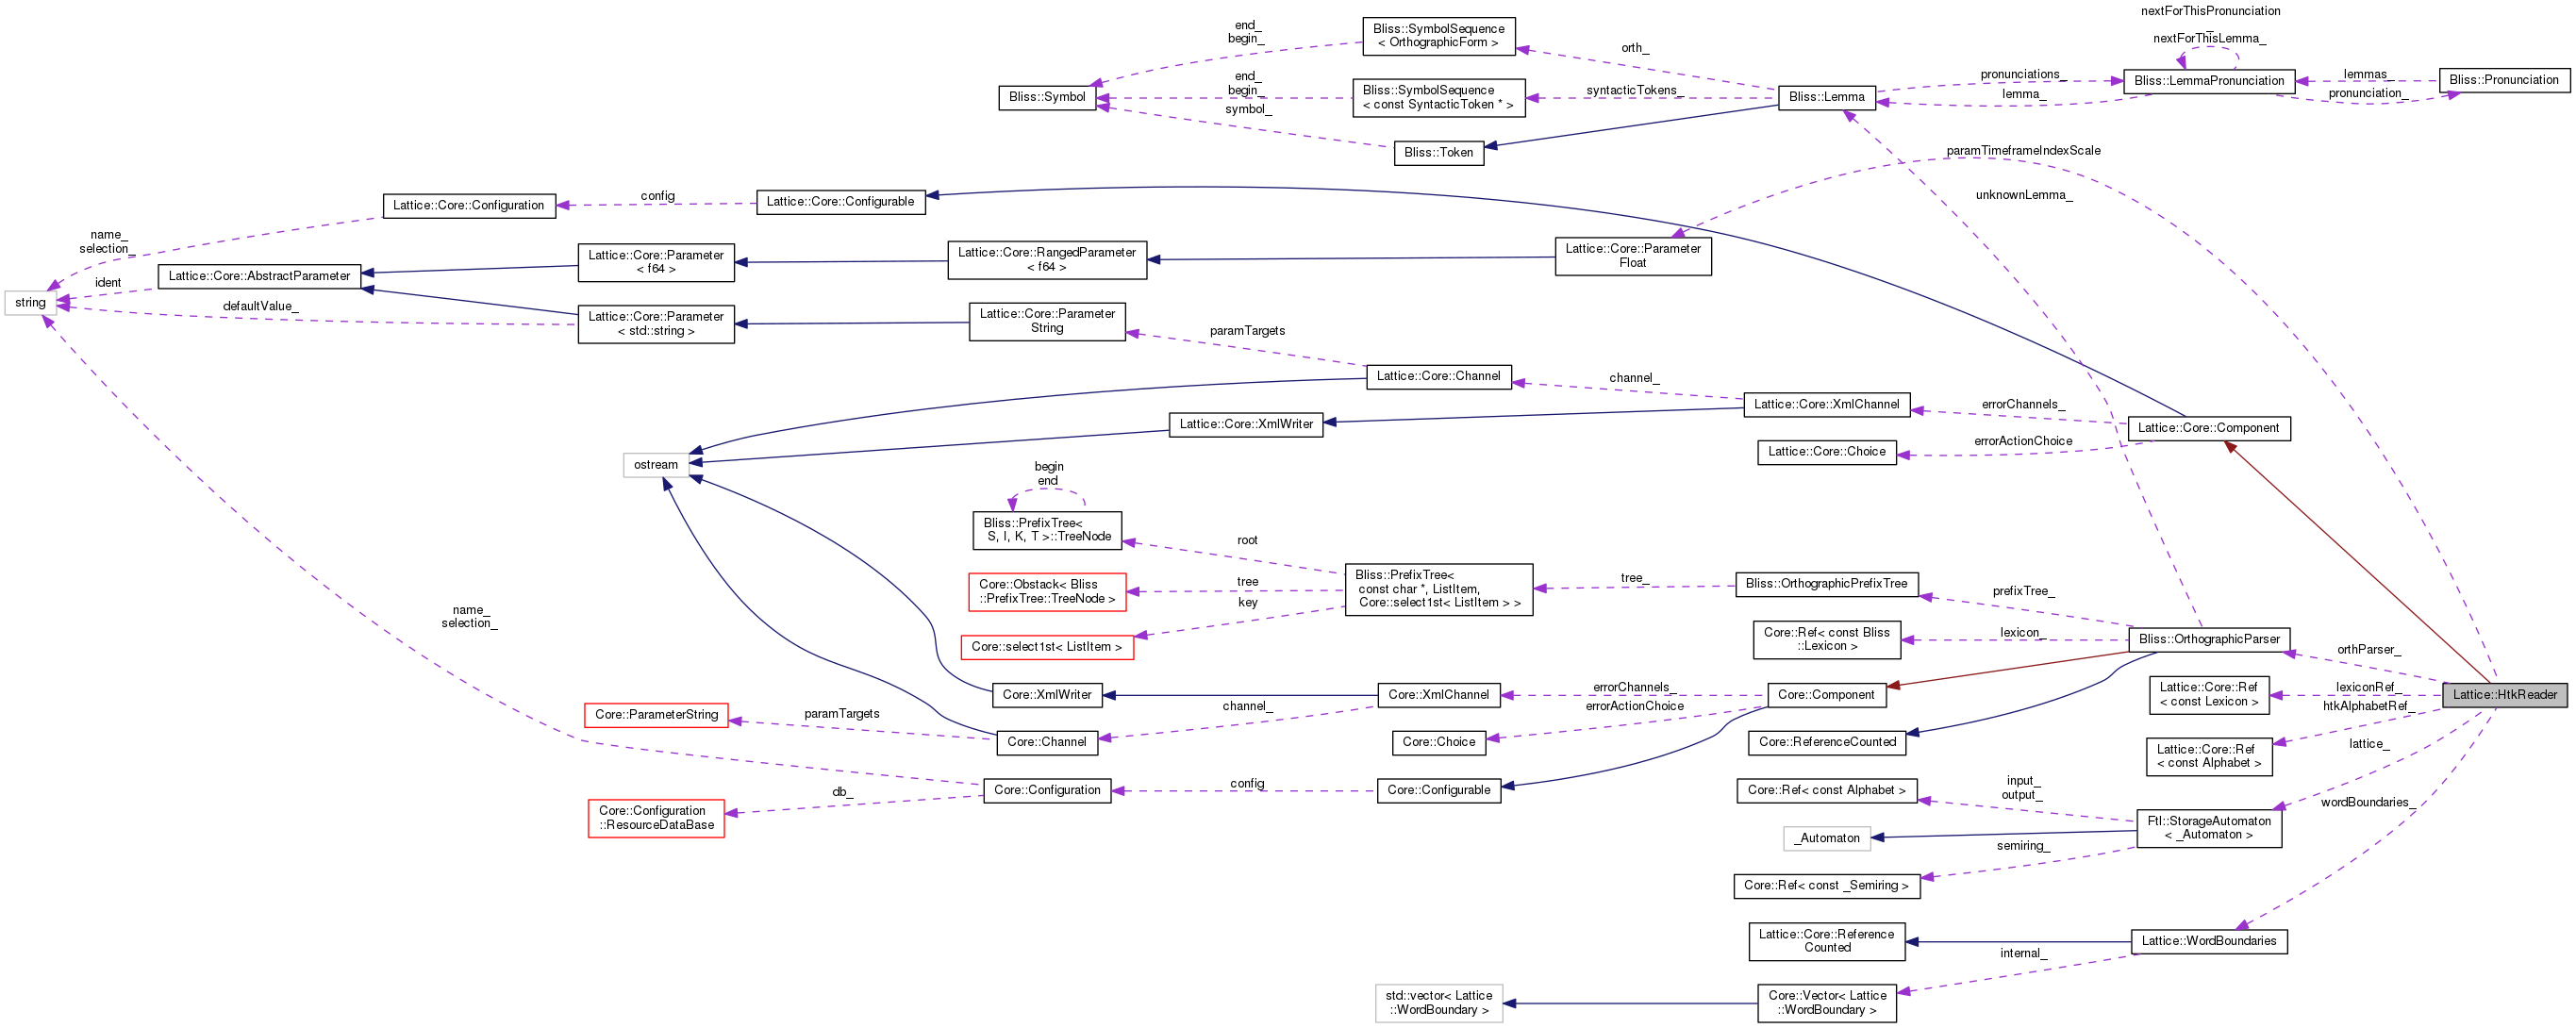 nextForThisPronunciation
_
nextForThisLemma_
end_
begin_
Bliss::SymbolSequence
< OrthographicForm >
orth_
Bliss::Symbol
end_
begin_
symbol_
Bliss::SymbolSequence
< const SyntacticToken * >
syntacticTokens_
Bliss::Lemma
pronunciations_
lemma_
Bliss::LemmaPronunciation
lemmas_
pronunciation_
Bliss::Pronunciation
Bliss::Token
paramTimeframeIndexScale
unknownLemma_
Lattice::Core::Configuration
config
Lattice::Core::Configurable
name_
selection_
Lattice::Core::AbstractParameter
Lattice::Core::Parameter
< f64 >
Lattice::Core::RangedParameter
< f64 >
Lattice::Core::Parameter
Float
string
ident
defaultValue_
Lattice::Core::Parameter
< std::string >
Lattice::Core::Parameter
String
paramTargets
Lattice::Core::Channel
channel_
Lattice::Core::XmlChannel
errorChannels_
Lattice::Core::Component
Lattice::Core::XmlWriter
errorActionChoice
Lattice::Core::Choice
ostream
begin
end
Bliss::PrefixTree<
S, I, K, T >::TreeNode
root
Core::Obstack< Bliss
::PrefixTree::TreeNode >
tree
key
Bliss::PrefixTree<
const char *, ListItem,
Core::select1st< ListItem > >
tree_
Bliss::OrthographicPrefixTree
prefixTree_
Core::select1st< ListItem >
Core::Ref< const Bliss
::Lexicon >
lexicon_
Bliss::OrthographicParser
orthParser_
name_
selection_
Core::XmlWriter
Core::XmlChannel
errorChannels_
errorActionChoice
Core::Component
Lattice::Core::Ref
< const Lexicon >
lexiconRef_
htkAlphabetRef_
Lattice::HtkReader
Core::ParameterString
paramTargets
Core::Channel
channel_
Core::Choice
Core::ReferenceCounted
Lattice::Core::Ref
< const Alphabet >
lattice_
Core::Configuration
::ResourceDataBase
db_
Core::Configuration
config
Core::Configurable
Core::Ref< const Alphabet >
input_
output_
Ftl::StorageAutomaton
< _Automaton >
wordBoundaries_
_Automaton
semiring_
Core::Ref< const _Semiring >
Lattice::Core::Reference
Counted
Lattice::WordBoundaries
internal_
std::vector< Lattice
::WordBoundary >
Core::Vector< Lattice
::WordBoundary >